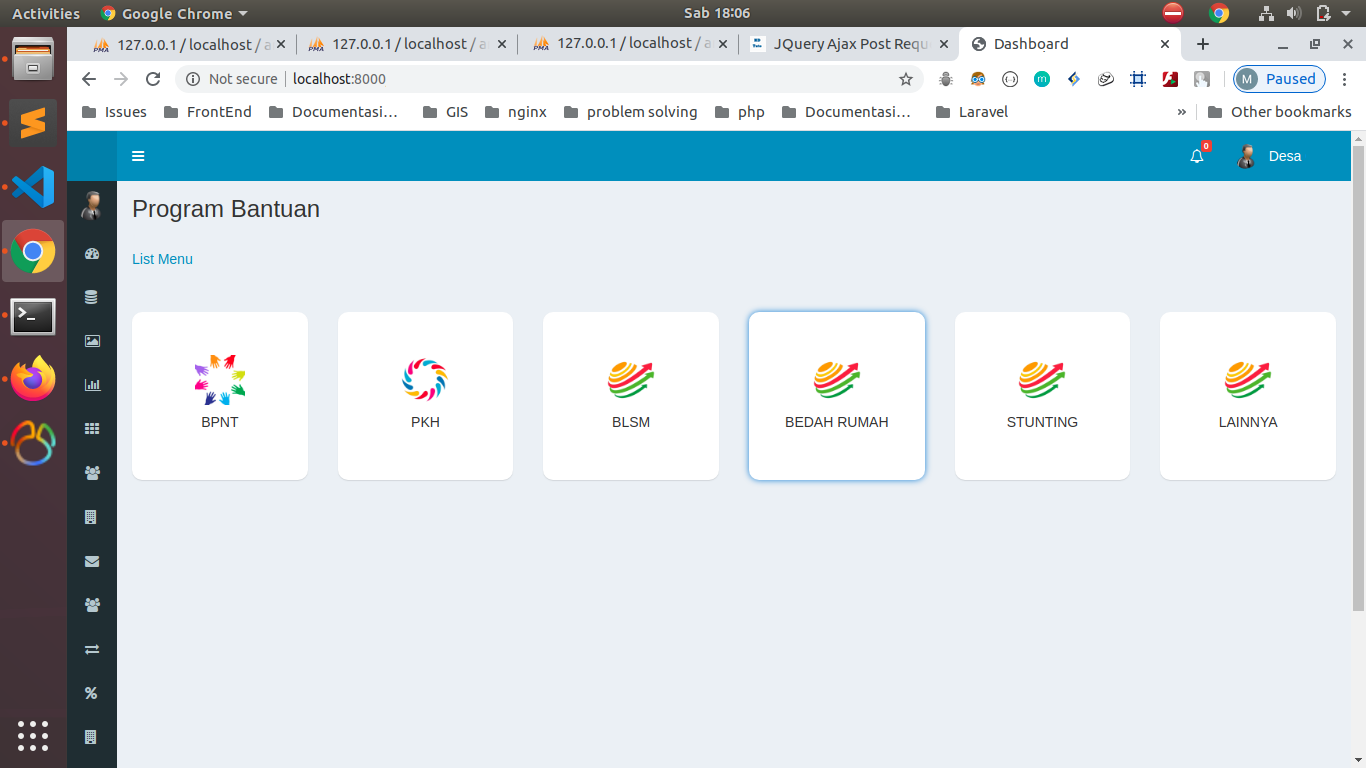 Activities Google Chrome Sab 18:06
127.0.0.1 / localhost / a 127.0.0.1 / localhost / a 127.0.0.1 / localhost / a JQuery Ajax Post Requ Dashboard
Not secure localhost:8000 M Paused
Issues FrontEnd Documentasi... GIS nginx problem solving php Documentasi... Laravel » Other bookmarks
0
Desa
Program Bantuan
List Menu
BPNT PKH BLSM BEDAH RUMAH STUNTING LAINNYA